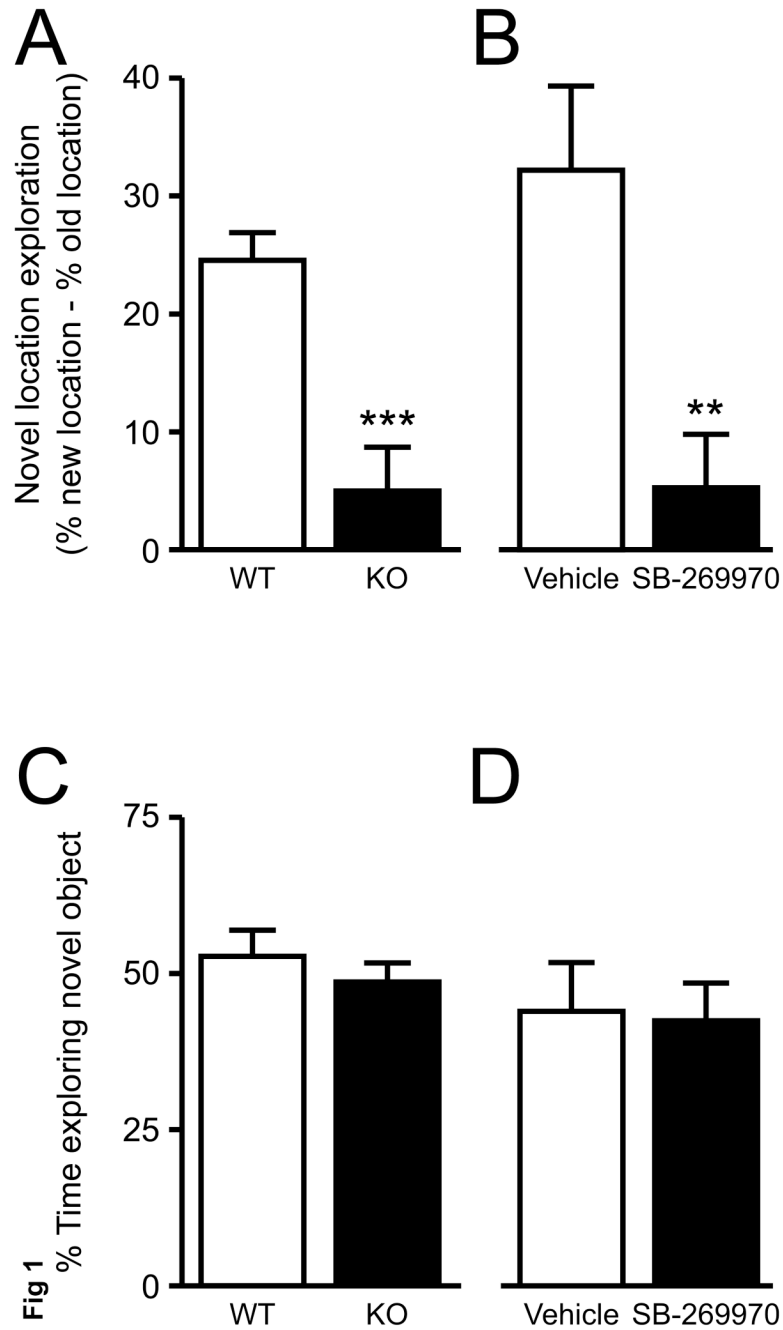 A
B
Novel location exploration
(% new location - % old location)
40
30
20
10
0
***
**
WT KO
Vehicle SB-269970
C
D
% Time exploring novel object
75
50
25
0
WT KO
Vehicle SB-269970
Fig 1